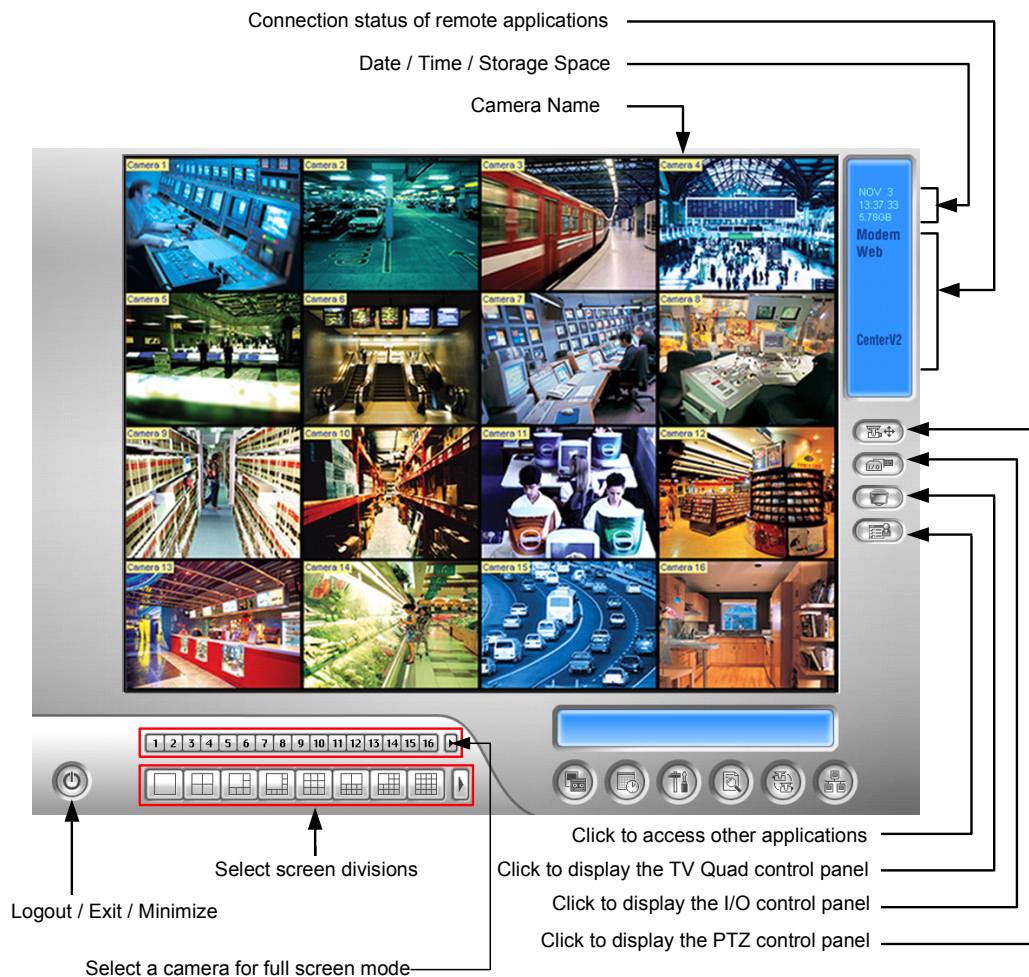 Connection status of remote applications
Date / Time / Storage Space
Camera Name
Camera 1
Camera 2
Camera 3
Camera 4
NOV 3
13:37:33
5.78GB
Modem
Web
CenterV2
Camera 5
Camera 6
Camera 7
Camera 8
I/O
Camera 9
Camera 10
Camera 11
Camera 12
Camera 13
Camera 14
Camera 15
Camera 16
1 2 3 4 5 6 7 8 9 10 11 12 13 14 15 16
Click to access other applications
Select screen divisions
Click to display the TV Quad control panel
Logout / Exit / Minimize
Click to display the I/O control panel
Click to display the PTZ control panel
Select a camera for full screen mode